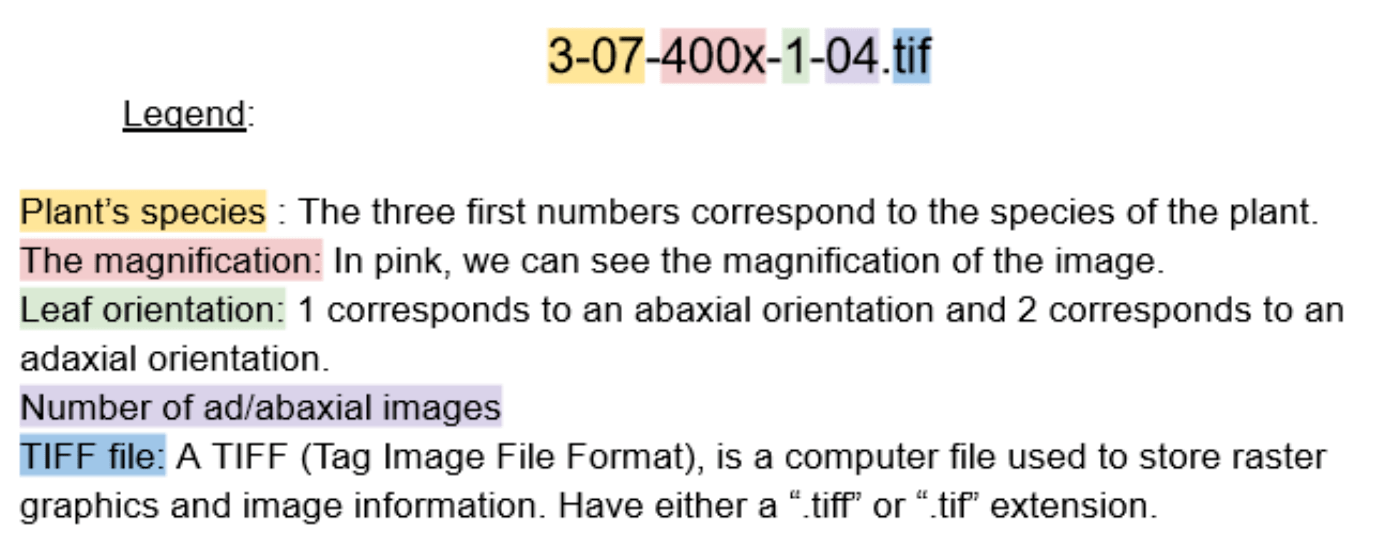 3-07-400x-1-04.tif
Legend:
Plant’s species : The three first numbers correspond to the species of the plant.
The magnification: In pink, we can see the magnification of the image.
Leaf orientation: 1 corresponds to an abaxial orientation and 2 corresponds to an
adaxial orientation.
Number of ad/abaxial images
TIFF file: A TIFF (Tag Image File Format), is a computer file used to store raster
graphics and image information. Have either a “.tiff” or “.tif” extension.